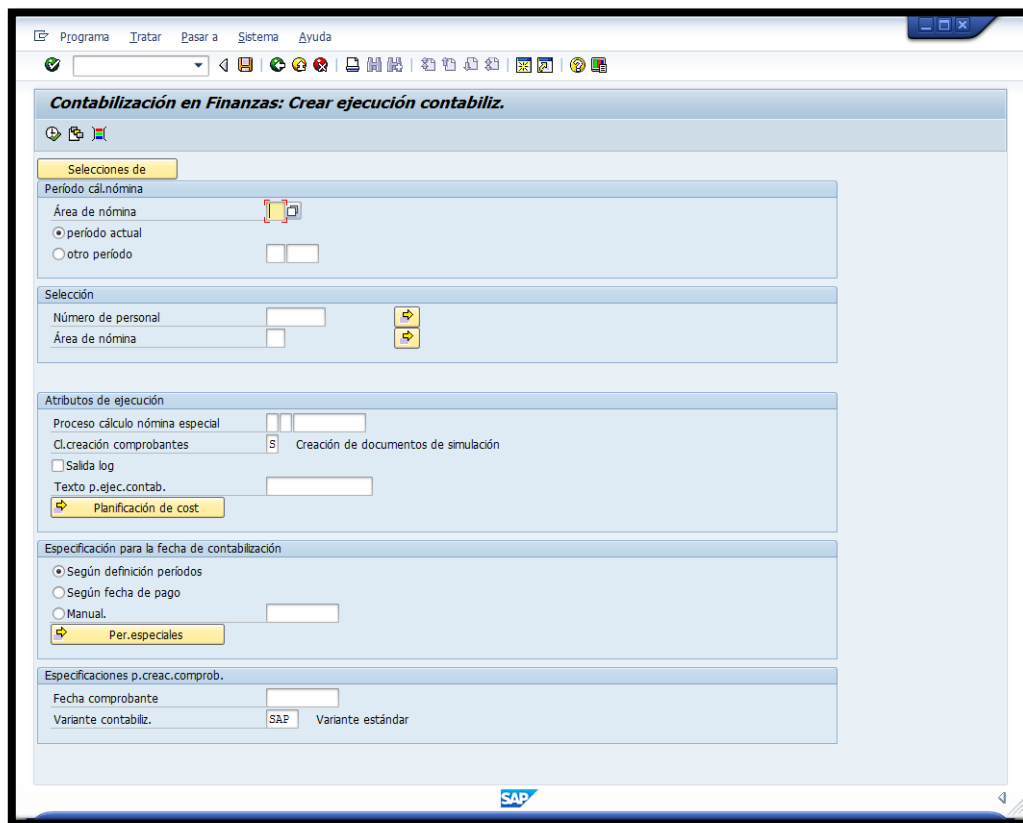 Programa Tratar Pasar a Sistema Ayuda
Contabilización en Finanzas: Crear ejecución contabiliz.
Selecciones de
Período cál.nómina
Área de nómina
período actual
otro período
Selección
Número de personal
Área de nómina
Atributos de ejecución
Proceso cálculo nómina especial
Cl.creación comprobantes S Creación de documentos de simulación
Salida log
Texto p.ejec.contab.
Planificación de cost
Especificación para la fecha de contabilización
Según definición períodos
Según fecha de pago
Manual.
Per.especiales
Especificaciones p.creac.comprob.
Fecha comprobante
Variante contabiliz. SAP Variante estándar
SAP